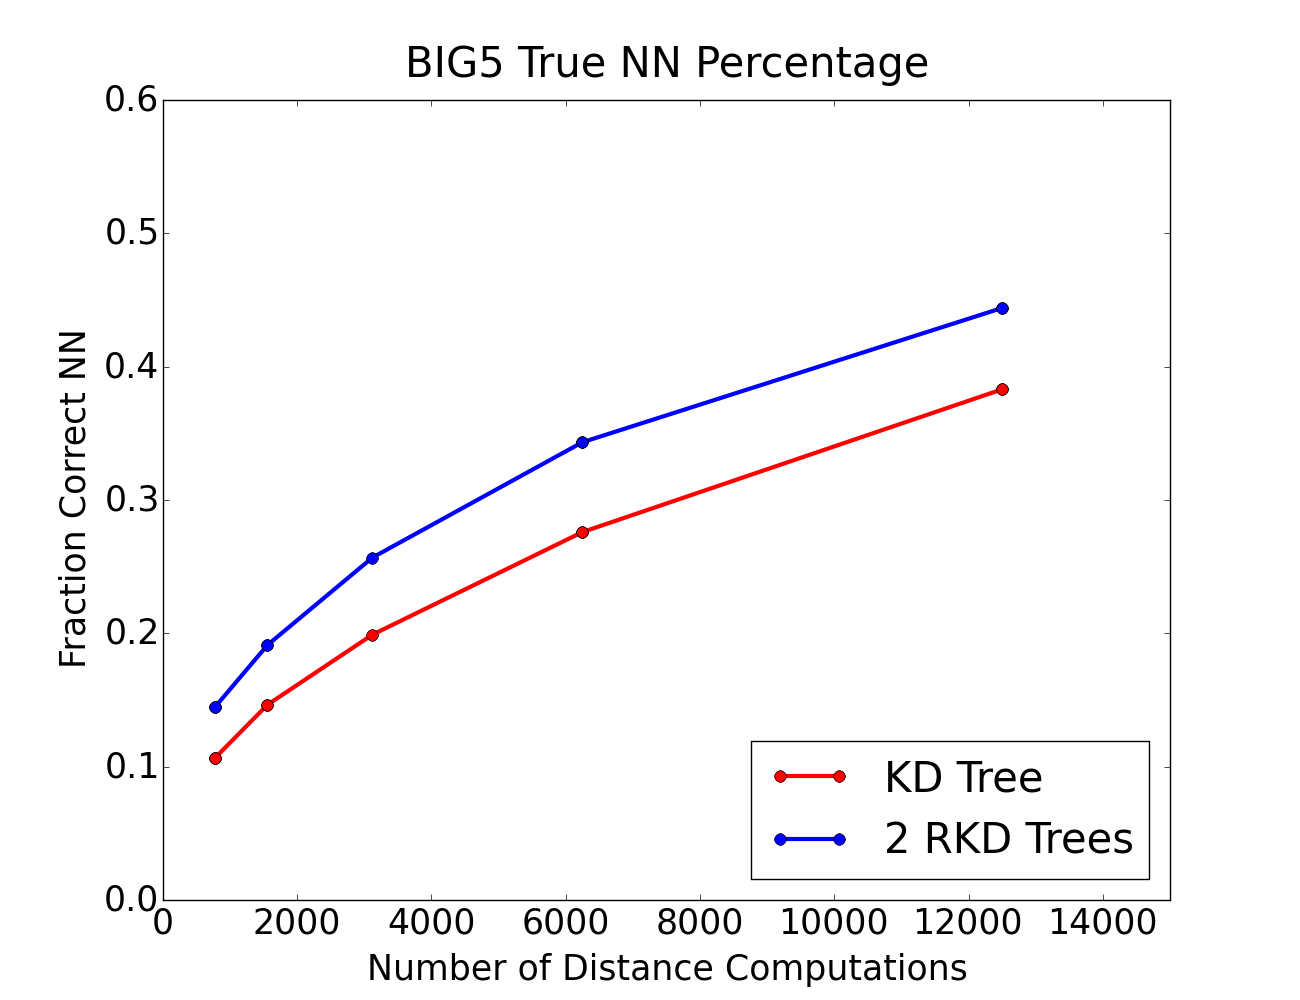 BIG5 True NN Percentage
0.6
0.5
0.4
0.3
0.2
0.1
0.0
Fraction Correct NN
0 2000 4000 6000 8000 10000 12000 14000
Number of Distance Computations
KD Tree
2 RKD Trees